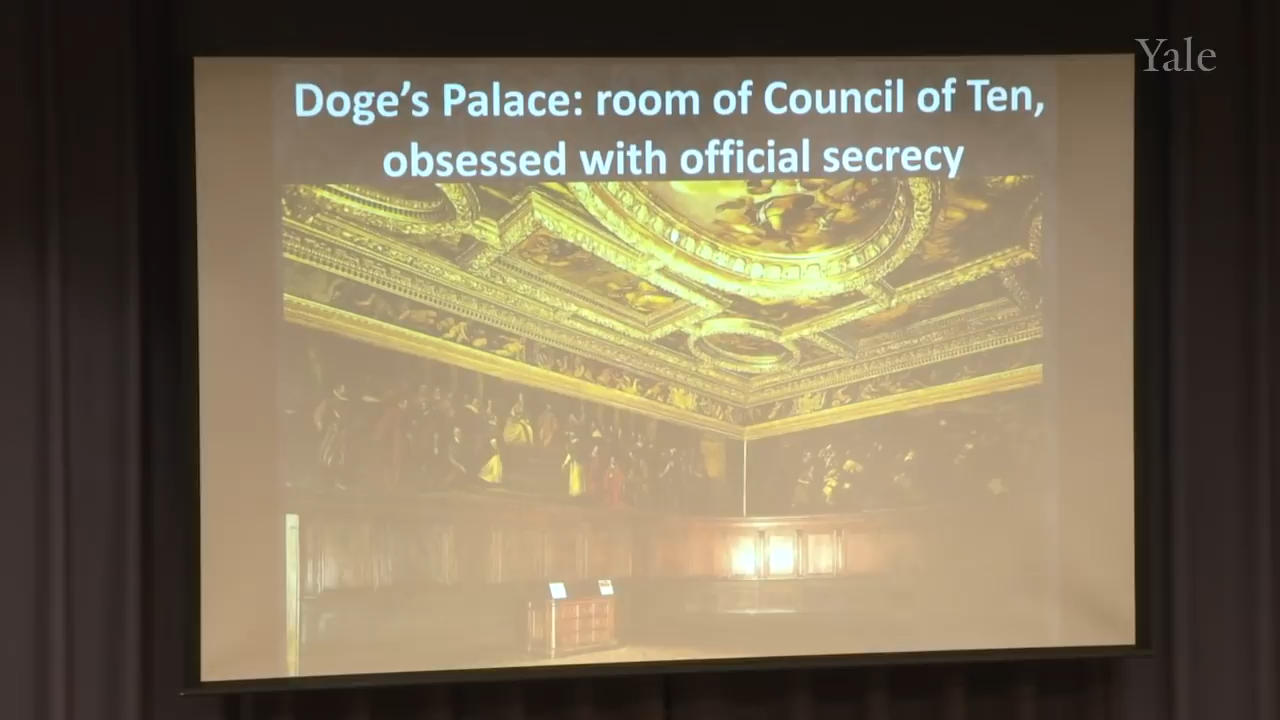 Yale
Doge's Palace: room of Council of Ten,
obsessed with official secrecy